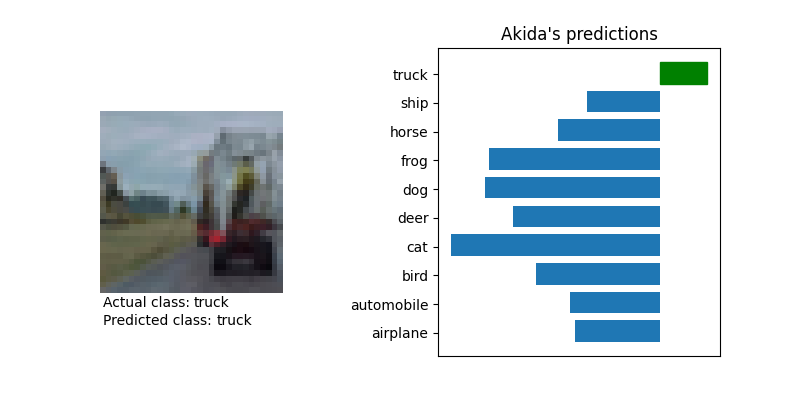 Akida's predictions
truck
ship
horse
frog
dog
deer
cat
bird
automobile
airplane
Actual class: truck
Predicted class: truck